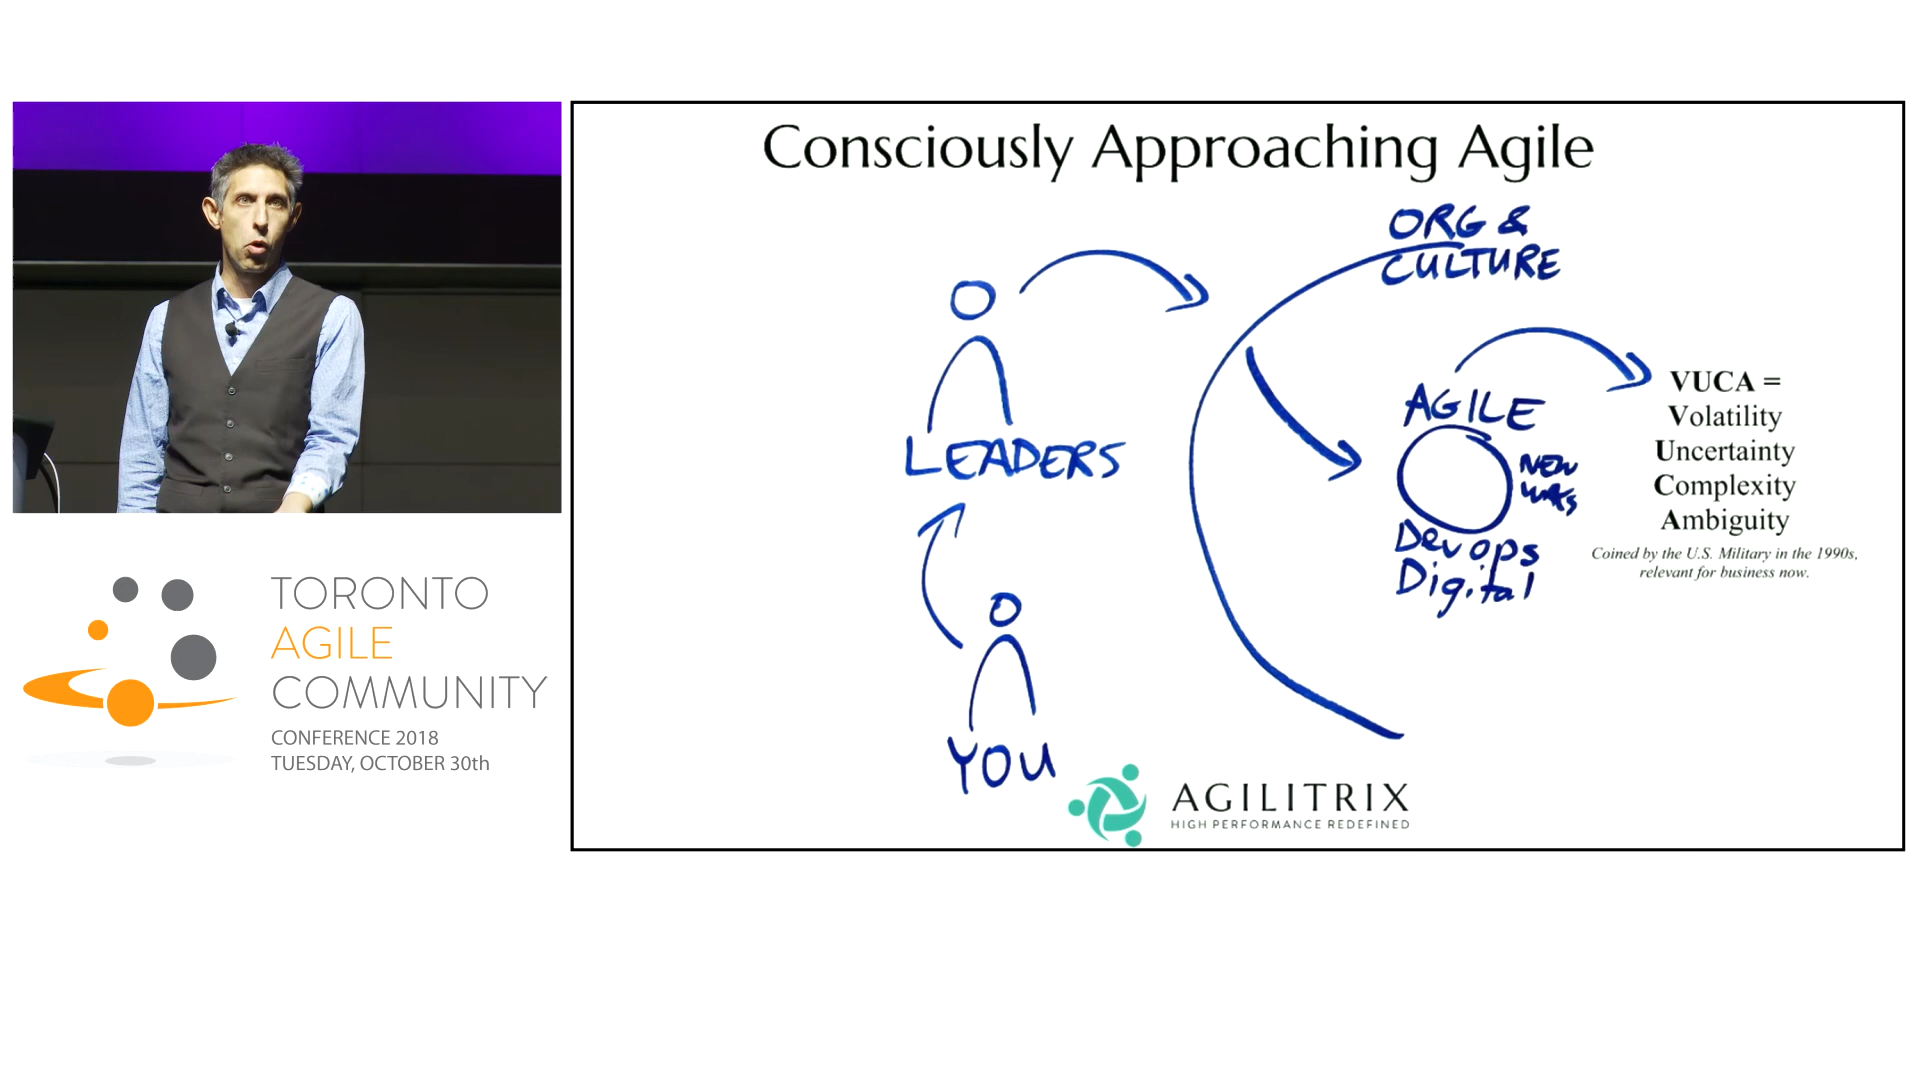 Consciously Approaching Agile
ORG &
CULTURE
LEADERS
AGILE
NEW
WAYS
Devops
Digital
VUCA =
Volatility
Uncertainty
Complexity
Ambiguity
Coined by the U.S. Military in the 1990s,
relevant for business now.
YOU
AGILITRIX
HIGH PERFORMANCE REDEFINED
TORONTO
AGILE
COMMUNITY
CONFERENCE 2018
TUESDAY, OCTOBER 30th